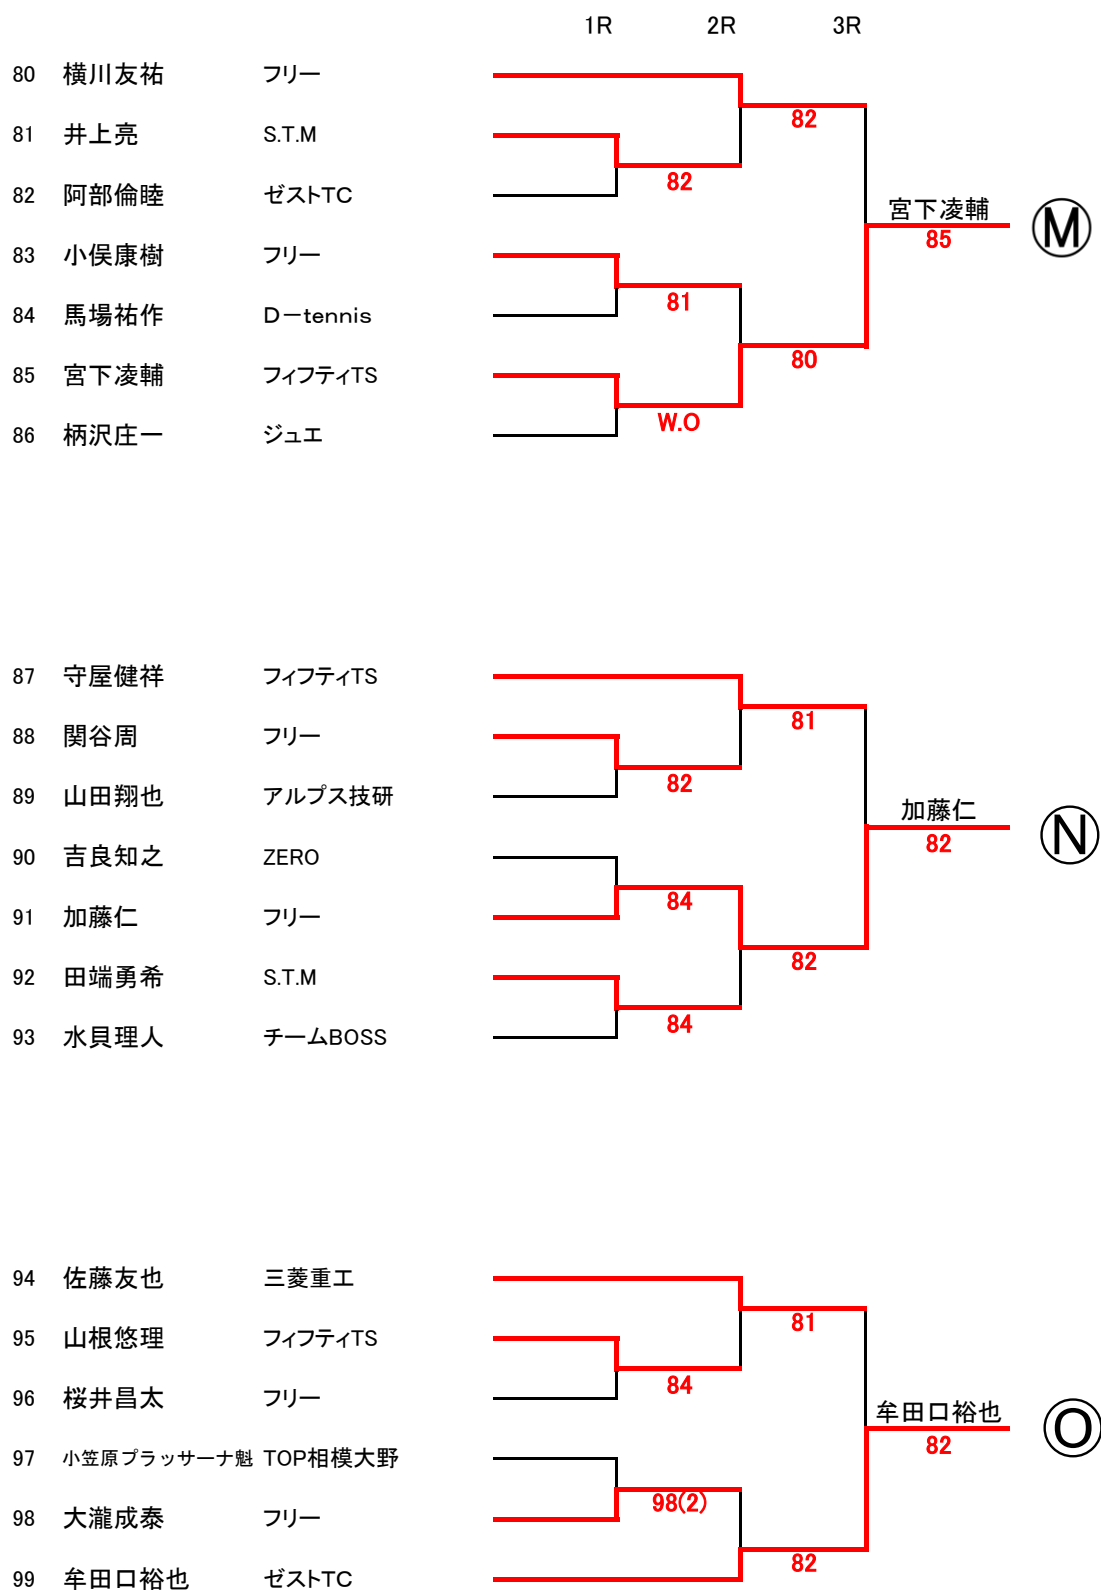 1R 2R 3R
80 横川友祐 フリー
82
81 井上亮 S.T.M
82
82 阿部倫睦 ゼストTC
宮下凌輔 Ⓜ
85
83 小俣康樹 フリー
81
84 馬場祐作 D－tennis
80
85 宮下凌輔 フィフティTS
W.O
86 柄沢庄一 ジュエ
87 守屋健祥 フィフティTS
81
88 関谷周 フリー
82
89 山田翔也 アルプス技研
加藤仁 Ⓝ
82
90 吉良知之 ZERO
84
91 加藤仁 フリー
82
92 田端勇希 S.T.M
84
93 水貝理人 チームBOSS
94 佐藤友也 三菱重工
81
95 山根悠理 フィフティTS
84
96 桜井昌太 フリー
牟田口裕也 Ⓞ
82
97 小笠原プラッサーナ魁 TOP相模大野
98(2)
98 大瀧成泰 フリー
82
99 牟田口裕也 ゼストTC